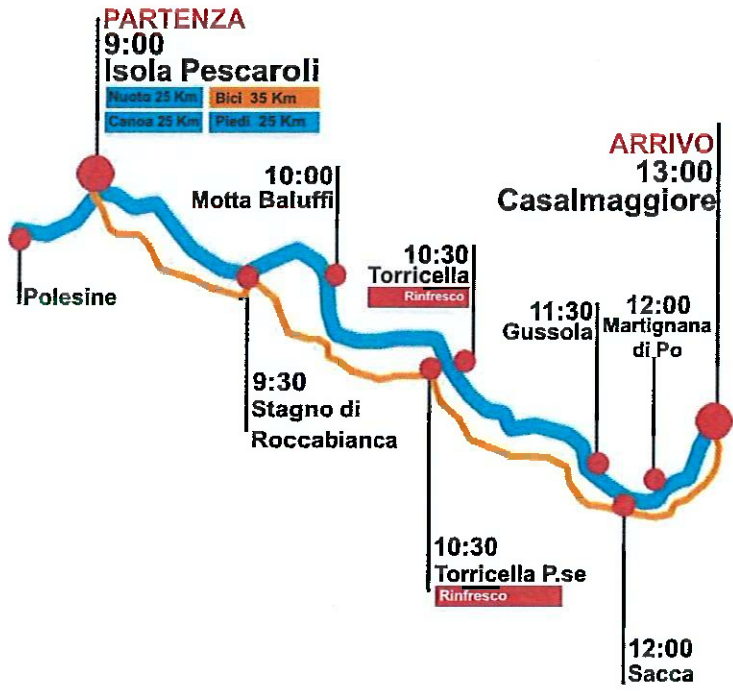 PARTENZA
9:00
Isola Pescaroli
Nuoto 25 Km
Bici 35 Km
Canoa 25 Km
Piedi 25 Km
ARRIVO
13:00
Casalmaggiore
10:00
Motta Baluffi
10:30
Torricella
Rinfresco
11:30
Gussola
12:00
Martignana
di Po
Polesine
9:30
Stagno di
Roccabianca
10:30
Torricella P.se
Rinfresco
12:00
Sacca